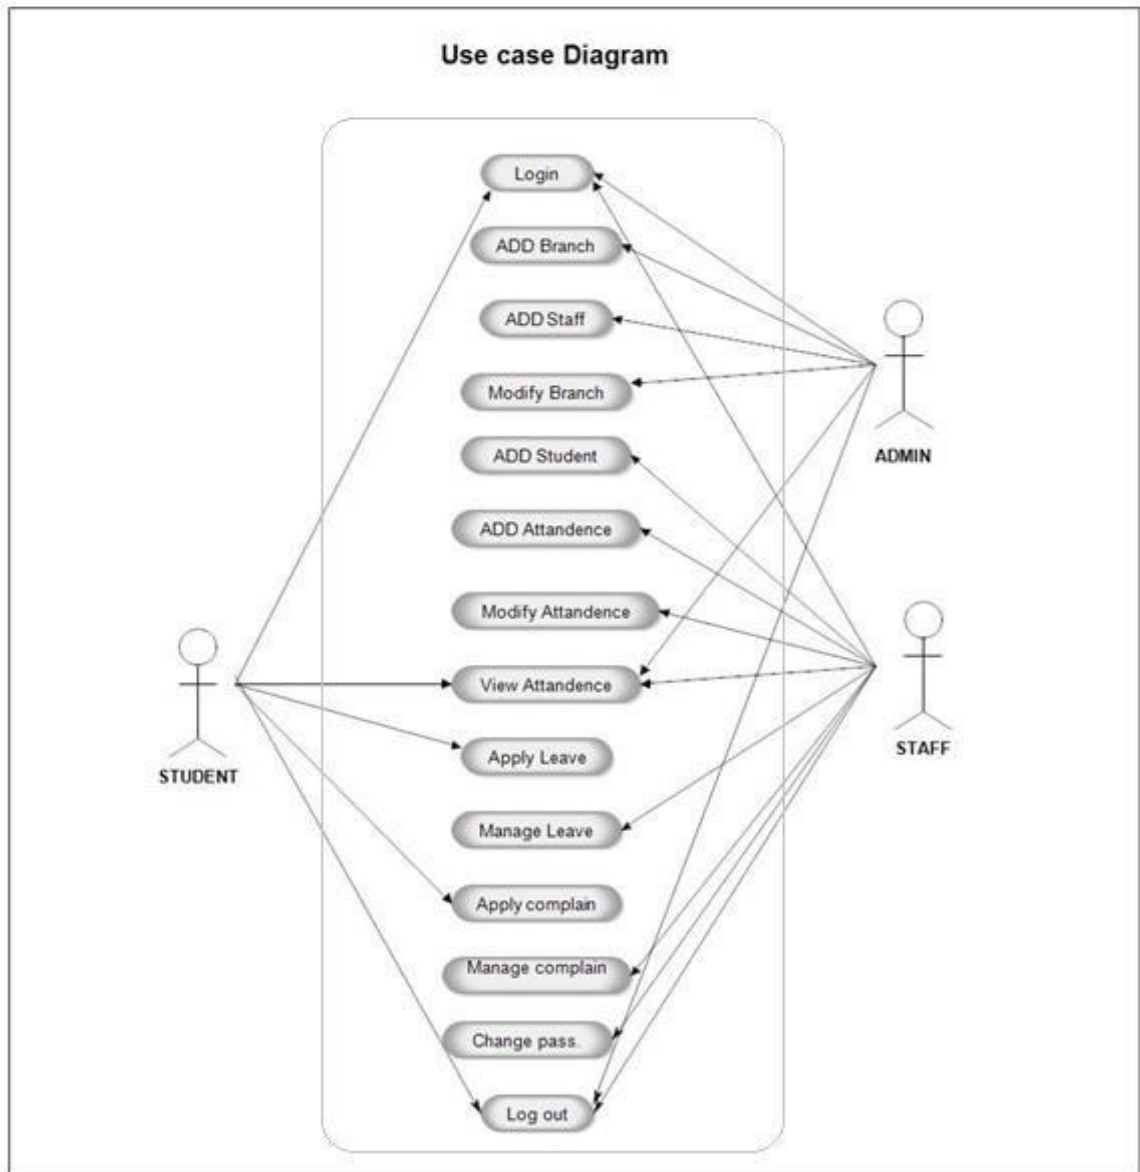 Use case Diagram
Login
ADD Branch
ADD Staff
Modify Branch
ADD Student
ADD Attandence
Modify Attandence
View Attandence
Apply Leave
Manage Leave
Apply complain
Manage complain
Change pass.
Log out
STUDENT
ADMIN
STAFF